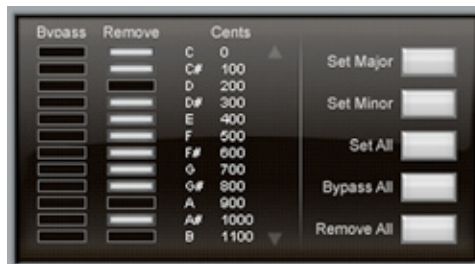 Bypass Remove Cents
C 0
C# 100
D 200
D# 300
E 400
F 500
F# 600
G 700
G# 800
A 900
A# 1000
B 1100
Set Major
Set Minor
Set All
Bypass All
Remove All